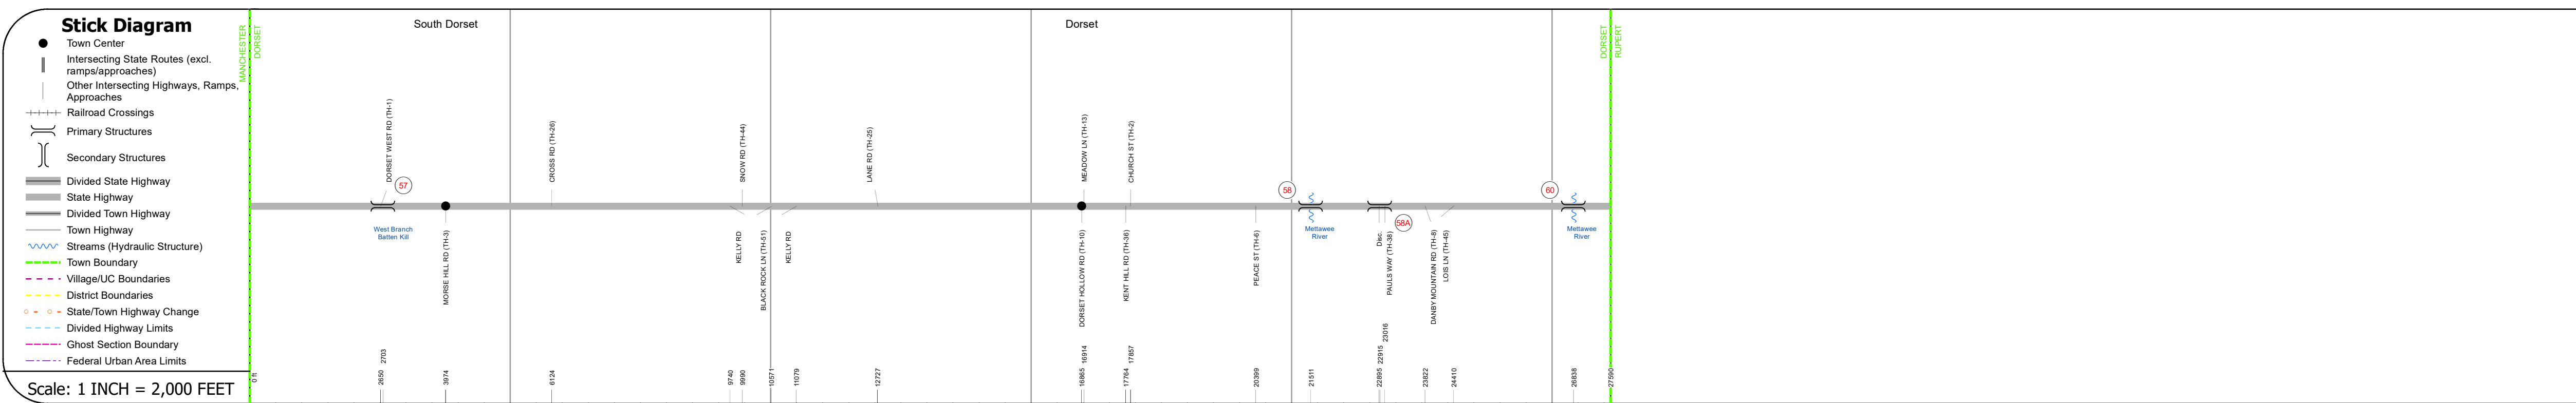 Stick Diagram
Town Center
Intersecting State Routes (excl.
ramps/approaches)
Other Intersecting Highways, Ramps,
Approaches
Railroad Crossings
Primary Structures
Secondary Structures
Divided State Highway
State Highway
Divided Town Highway
Town Highway
Streams (Hydraulic Structure)
Town Boundary
Village/UC Boundaries
District Boundaries
State/Town Highway Change
Divided Highway Limits
Ghost Section Boundary
Federal Urban Area Limits
Scale: 1 INCH = 2,000 FEET
MANCHESTER
DORSET
South Dorset
Dorset
DORSET
RUPERT
DORSET WEST RD (TH-1)
CROSS RD (TH-26)
SNOW RD (TH-44)
LANE RD (TH-25)
MEADOW LN (TH-13)
CHURCH ST (TH-2)
57
58
58A
60
West Branch
Batten Kill
MORSE HILL RD (TH-3)
KELLY RD
BLACK ROCK LN (TH-51)
KELLY RD
DORSET HOLLOW RD (TH-10)
KENT HILL RD (TH-36)
PEACE ST (TH-6)
Mettawee
River
Disc.
PAULS WAY (TH-38)
DANBY MOUNTAIN RD (TH-8)
LOIS LN (TH-45)
Mettawee
River
0 ft
2650
2703
3974
6124
9740
9990
10571
11079
12727
16865
16914
17764
17857
20399
21511
22895
22915
23016
23822
24410
26838
27590